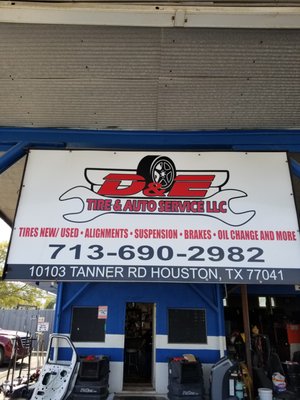 D&E
TIRE & AUTO SERVICE LLC
TIRES NEW/ USED • ALIGNMENTS • SUSPENSION • BRAKES • OIL CHANGE AND MORE
713-690-2982
10103 TANNER RD HOUSTON, TX 77041